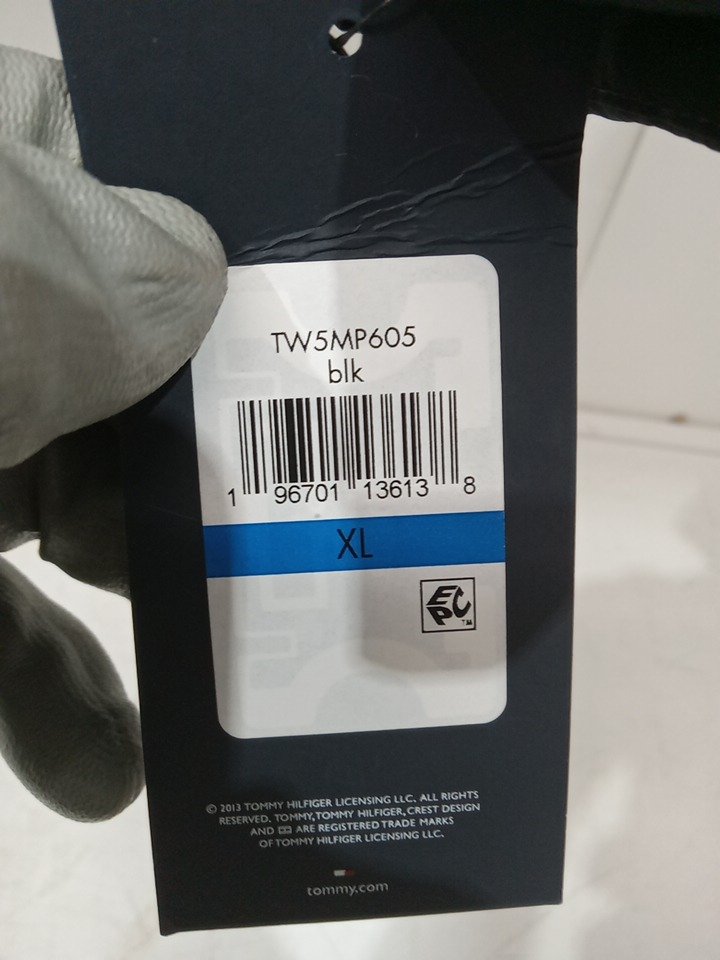 TW5MP605
blk
1 96701 13613 8
XL
EPC™
© 2013 TOMMY HILFIGER LICENSING LLC. ALL RIGHTS
RESERVED. TOMMY, TOMMY HILFIGER, CREST DESIGN
AND ARE REGISTERED TRADE MARKS
OF TOMMY HILFIGER LICENSING LLC.
tommy.com